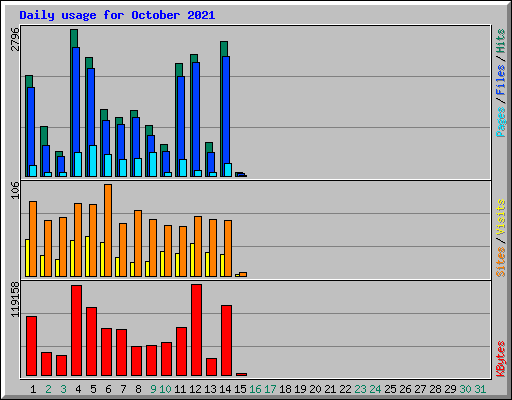 Daily usage for October 2021
2796
Pages / Files / Hits
106
Sites / Visits
119158
KBytes
1 2 3 4 5 6 7 8 9 10 11 12 13 14 15 16 17 18 19 20 21 22 23 24 25 26 27 28 29 30 31